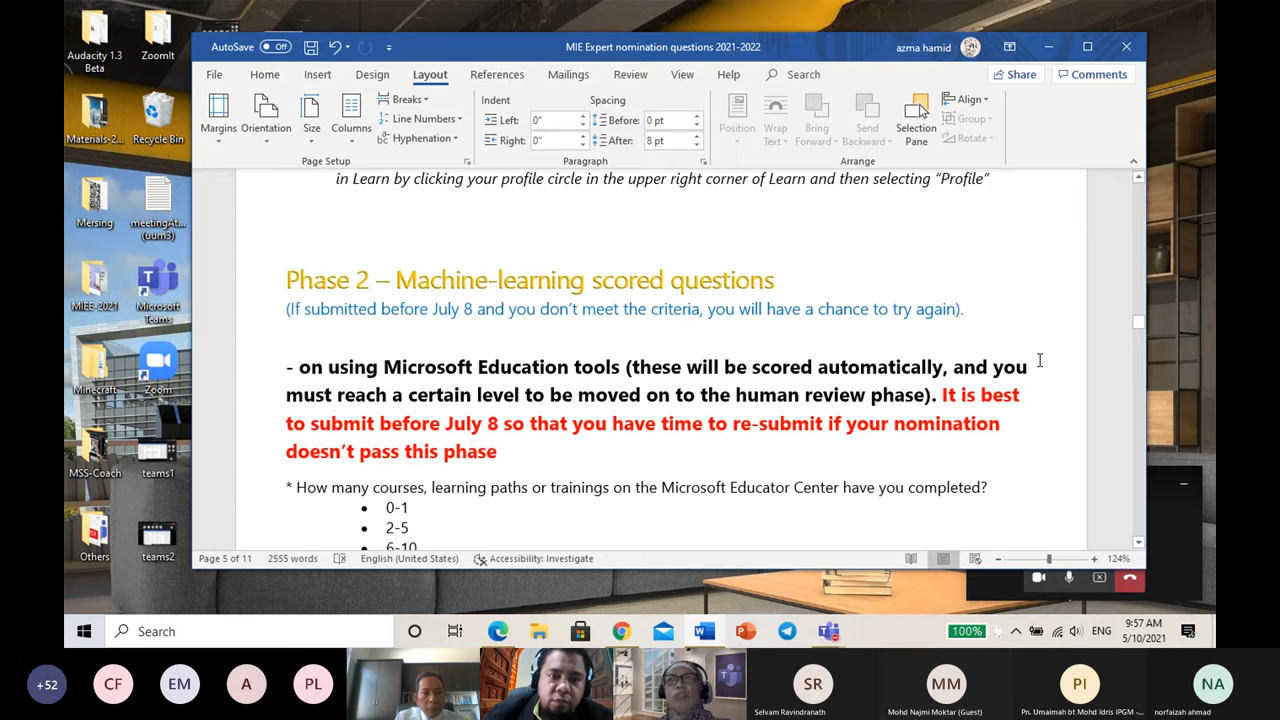 Audacity 1.3
Beta
ZoomIt
Materials-2...
Recycle Bin
Mersing
meetingAt...
(uum3)
MIEE-2021
Microsoft
Teams
Minecraft
Zoom
MSS-Coach
teams1
Others
teams2
AutoSave Off
MIE Expert nomination questions 2021-2022
azma hamid
File Home Insert Design Layout References Mailings Review View Help Search
Share Comments
Margins Orientation Size Columns
Breaks
Line Numbers
Hyphenation
Page Setup
Indent Spacing
Left: 0" Before: 0 pt
Right: 0" After: 8 pt
Paragraph
Position Wrap Text Bring Forward Send Backward Selection Pane
Align
Group
Rotate
Arrange
in Learn by clicking your profile circle in the upper right corner of Learn and then selecting “Profile”
Phase 2 – Machine-learning scored questions
(If submitted before July 8 and you don’t meet the criteria, you will have a chance to try again).
- on using Microsoft Education tools (these will be scored automatically, and you
must reach a certain level to be moved on to the human review phase). It is best
to submit before July 8 so that you have time to re-submit if your nomination
doesn’t pass this phase
* How many courses, learning paths or trainings on the Microsoft Educator Center have you completed?
• 0-1
• 2-5
• 6-10
Page 5 of 11 2555 words English (United States) Accessibility: Investigate 124%
Search
100% ENG
9:57 AM
5/10/2021
+52 CF EM A PL SR MM PI NA
Selvam Ravindranath Mohd Najmi Moktar (Guest) Pn. Umaimah bt Mohd Idris IPGM -... norfaizah ahmad